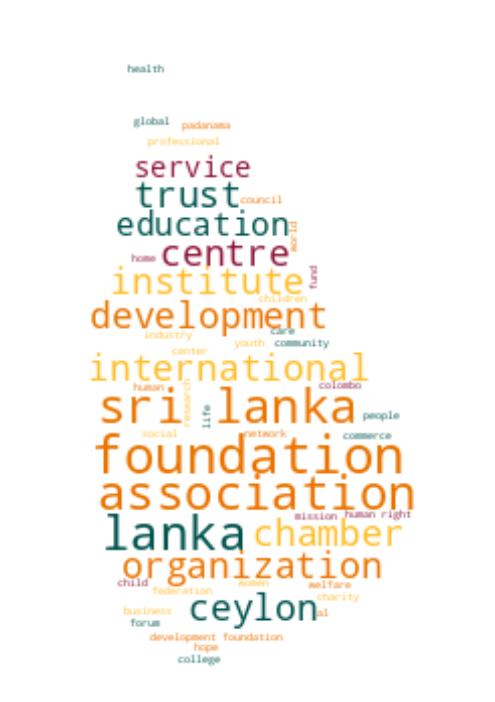 health
global padanama
professional
service
trust council
education world
home centre
institute fund
children
development
industry care
youth community
center
international
human research colombo
sri lanka
life people
social network commerce
foundation
association
mission human right
lanka chamber
organization
child women welfare
federation charity
business ceylon al
forum
development foundation
hope
college